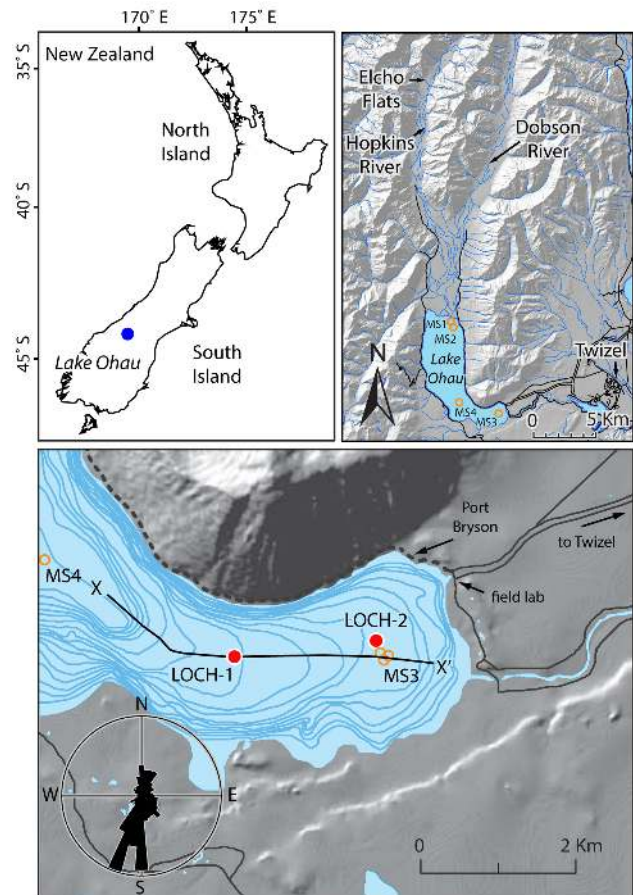 170° E
175° E
New Zealand
35° S
40° S
45° S
North
Island
South
Island
Lake Ohau
Elcho
Flats
Hopkins
River
Dobson
River
MS1
MS2
Lake
Ohau
MS4
MS3
Twizel
N
0
5 Km
Port
Bryson
to Twizel
field lab
MS4
X
LOCH-1
LOCH-2
MS3
X'
N
W
E
S
0
2 Km